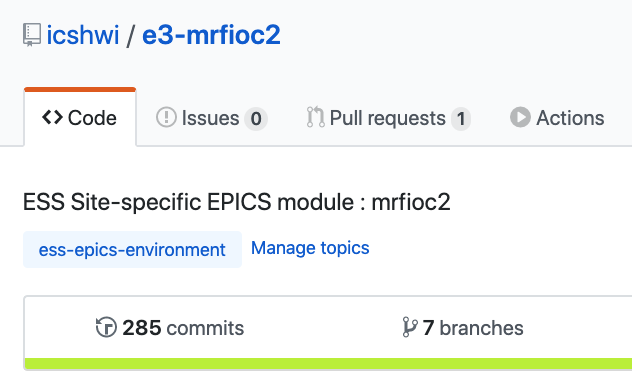 icshwi / e3-mrfioc2
<> Code Issues 0 Pull requests 1 Actions
ESS Site-specific EPICS module : mrfioc2
ess-epics-environment Manage topics
285 commits 7 branches